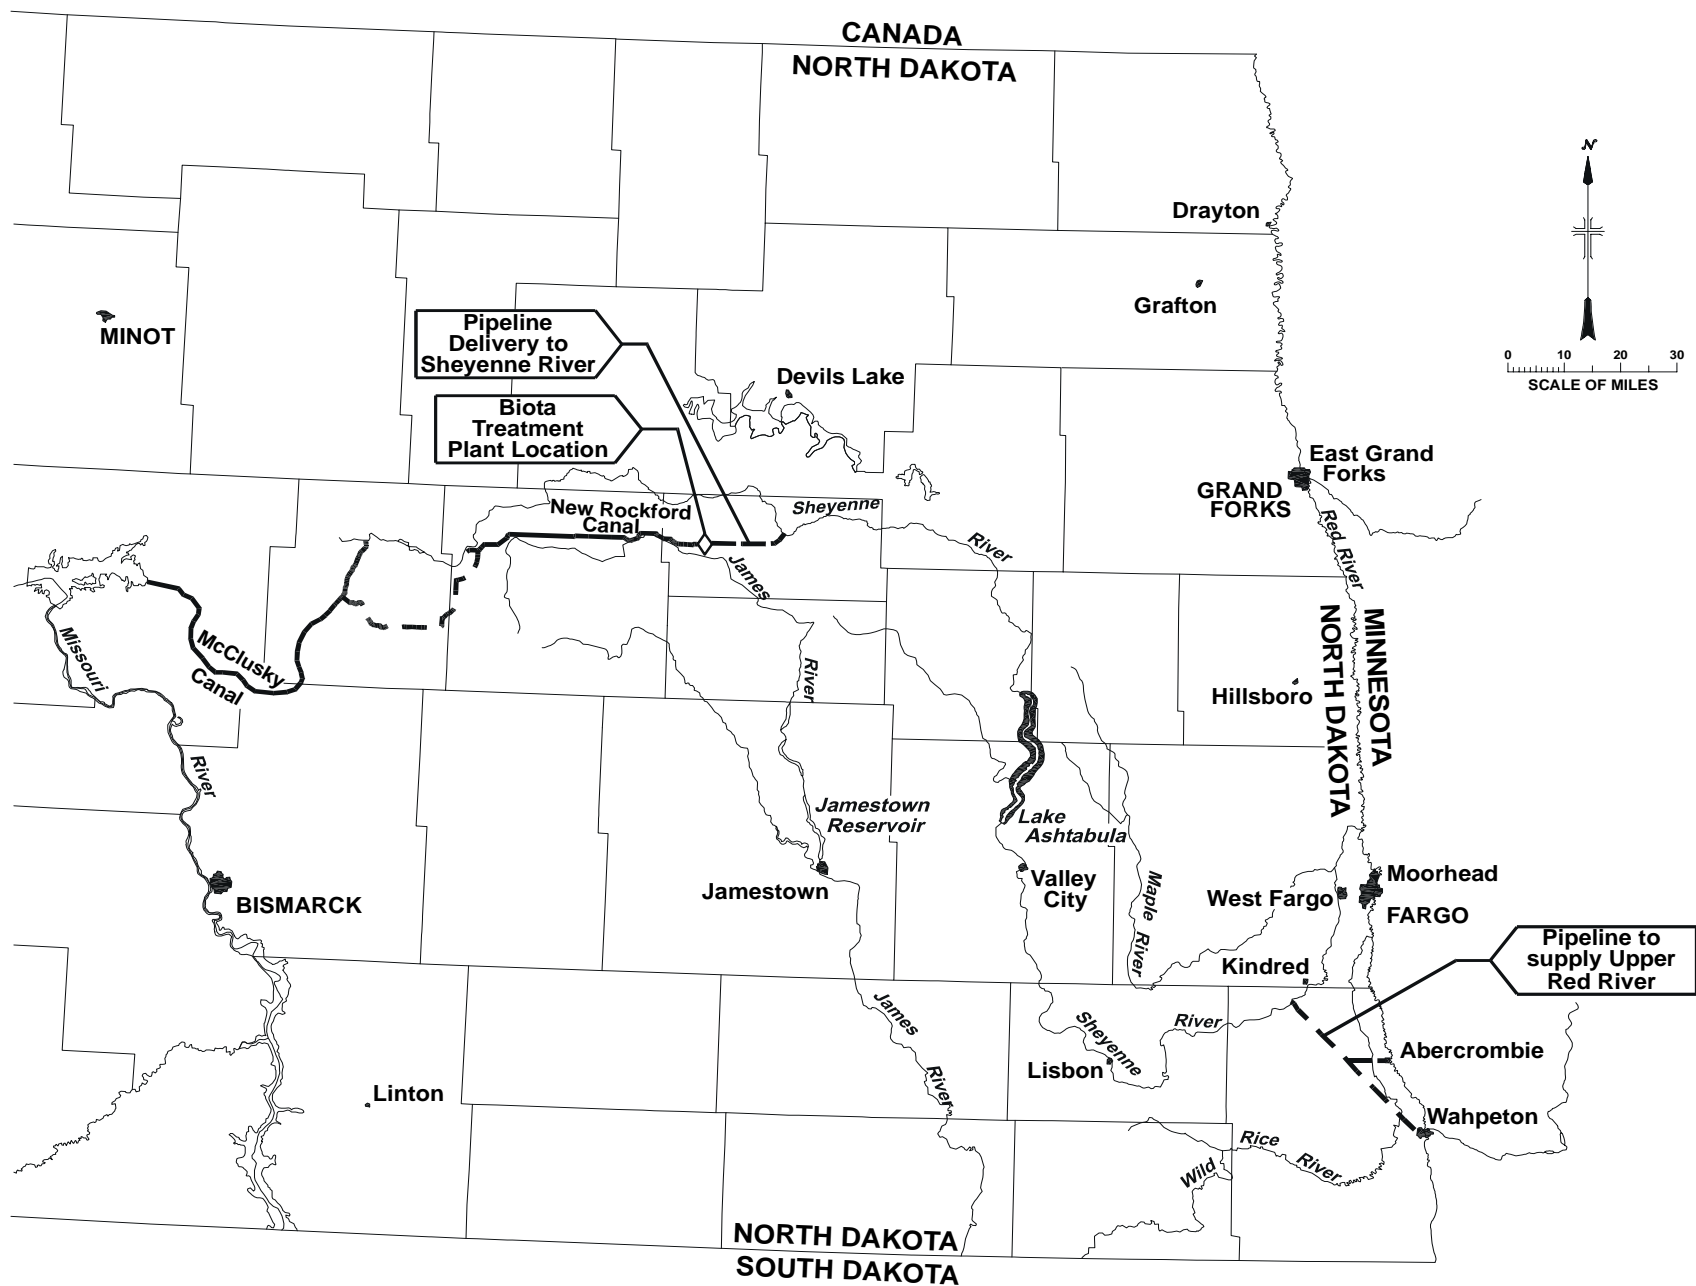 CANADA
NORTH DAKOTA
N
Drayton
Grafton
MINOT
Pipeline
Delivery to
Sheyenne River
0 10 20 30
SCALE OF MILES
Devils Lake
Biota
Treatment
Plant Location
East Grand
Forks
GRAND
FORKS
New Rockford
Canal
Sheyenne
River
Red River
James
River
McClusky
Canal
Missouri
River
MINNESOTA
NORTH DAKOTA
Hillsboro
Jamestown
Reservoir
Lake
Ashtabula
Jamestown
Valley
City
Maple River
West Fargo
Moorhead
FARGO
BISMARCK
Kindred
Pipeline to
supply Upper
Red River
James
River
Sheyenne
River
Lisbon
Abercrombie
Linton
Wahpeton
Wild
Rice
River
NORTH DAKOTA
SOUTH DAKOTA